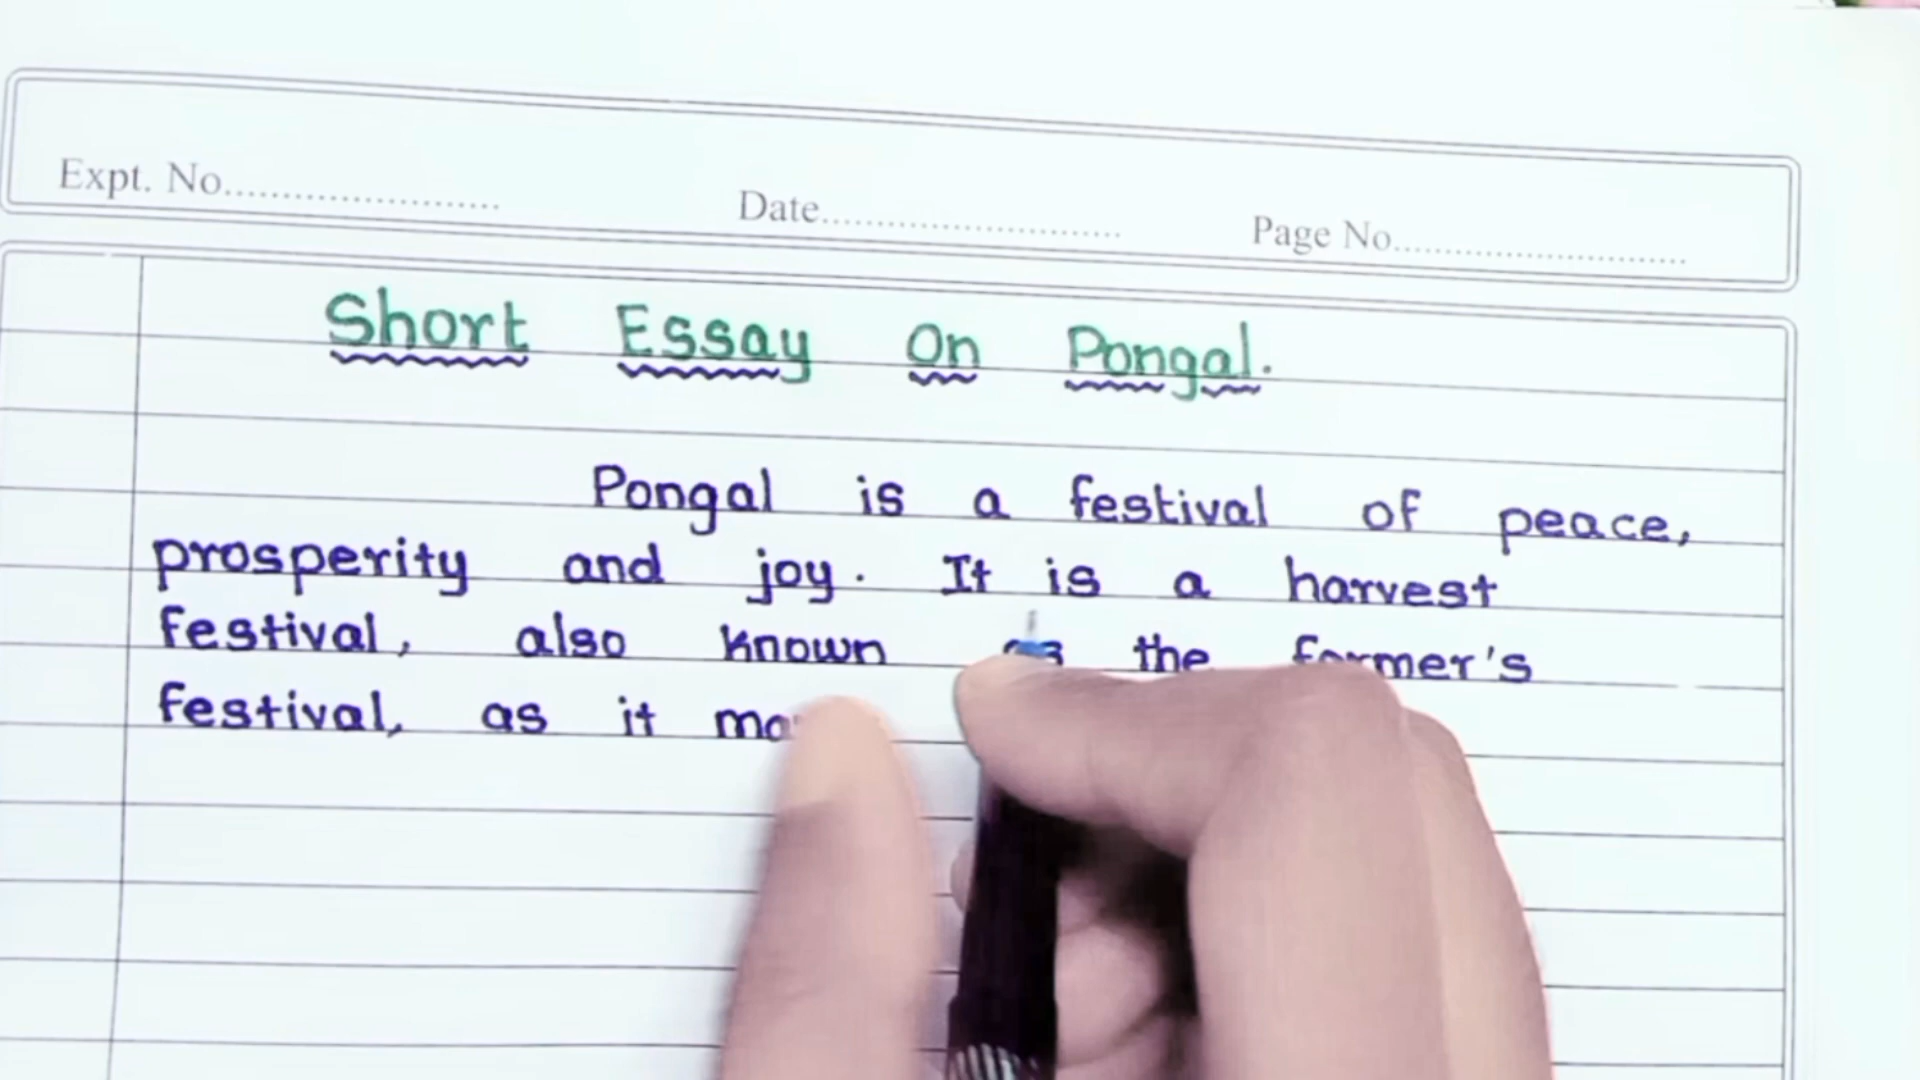 Expt. No.......................
Date..........................
Page No.........................
Short Essay On Pongal.
Pongal is a festival of peace,
prosperity and joy. It is a harvest
festival, also known the farmer's
festival, as it